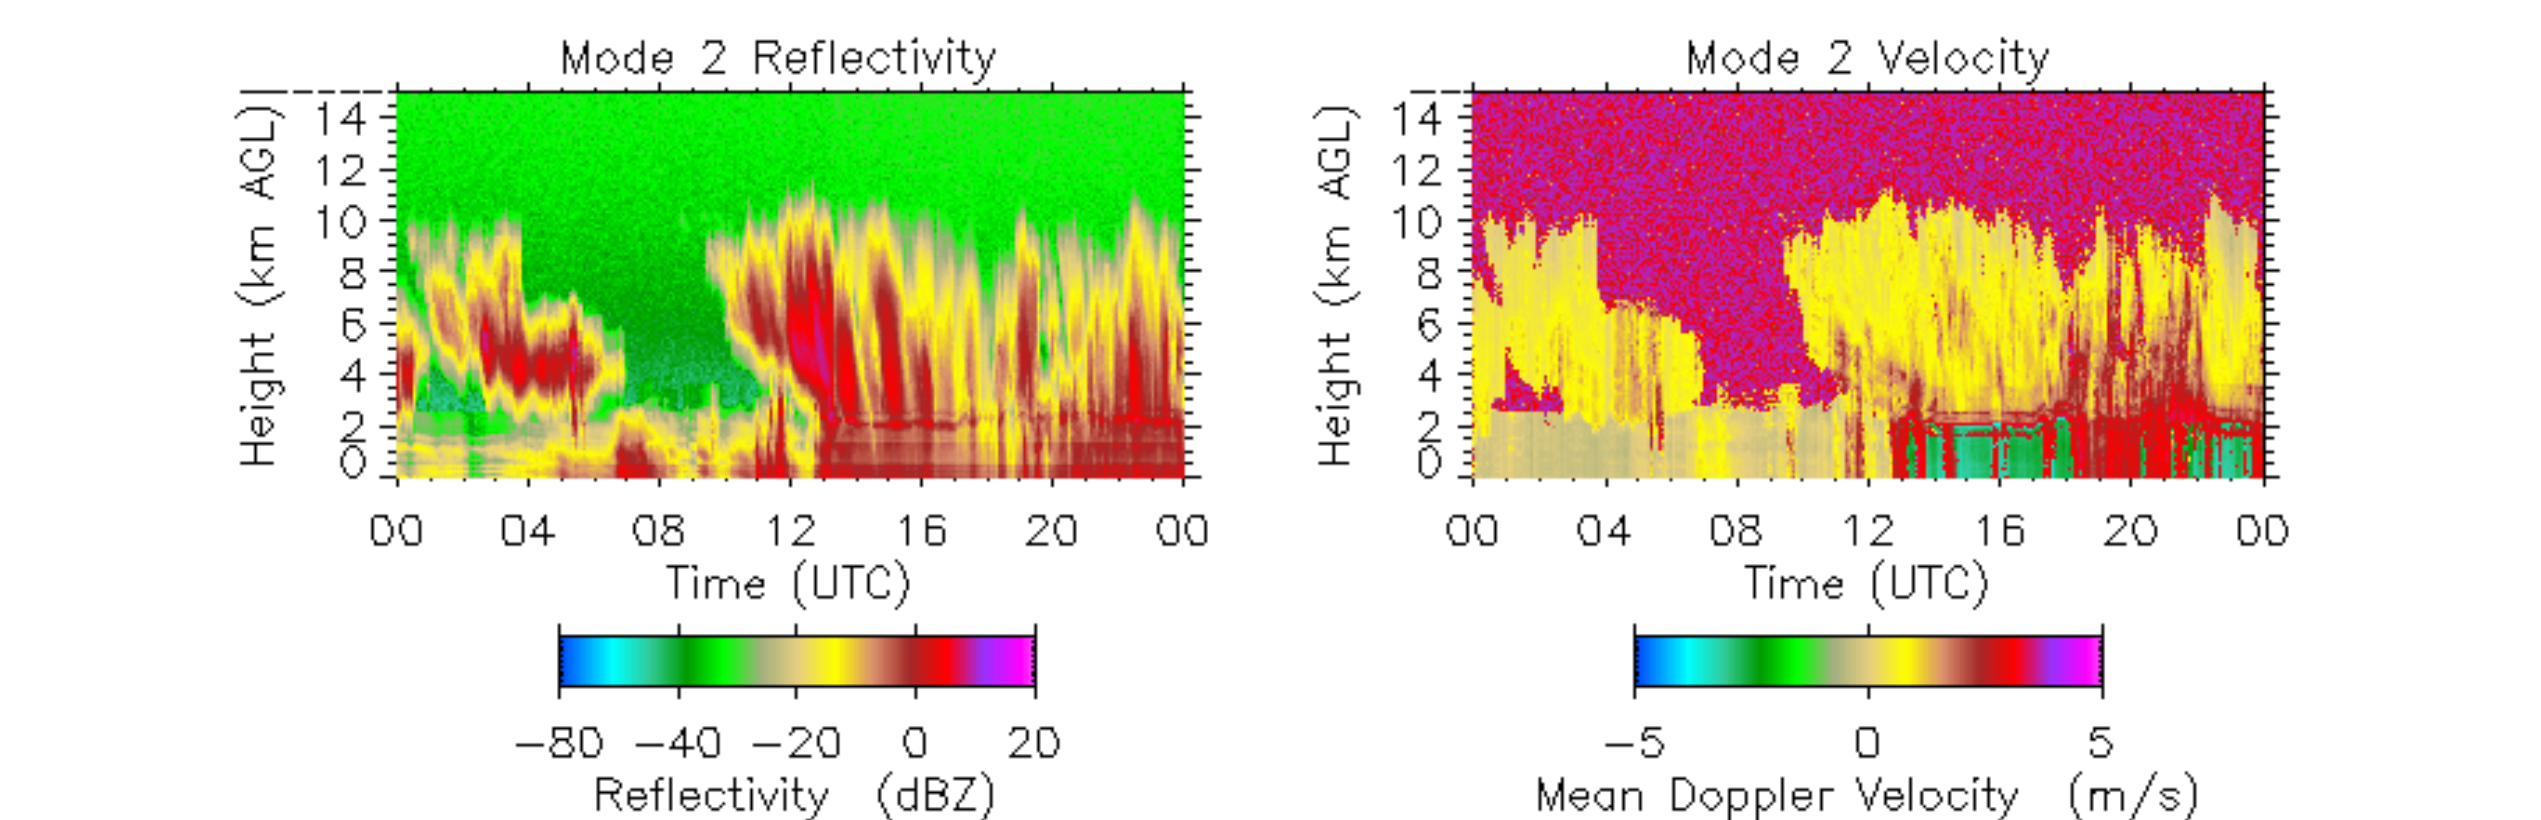 Mode 2 Reflectivity
Height (km AGL)
14
12
10
8
6
4
2
0
00 04 08 12 16 20 00
Time (UTC)
−80 −40 −20 0 20
Reflectivity (dBZ)
Mode 2 Velocity
Height (km AGL)
14
12
10
8
6
4
2
0
00 04 08 12 16 20 00
Time (UTC)
−5 0 5
Mean Doppler Velocity (m/s)